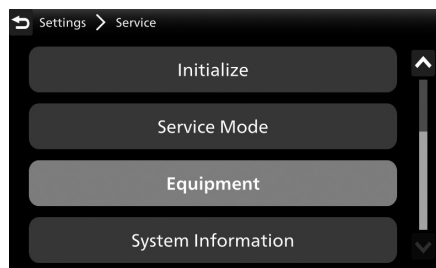 Settings > Service
Initialize
Service Mode
Equipment
System Information